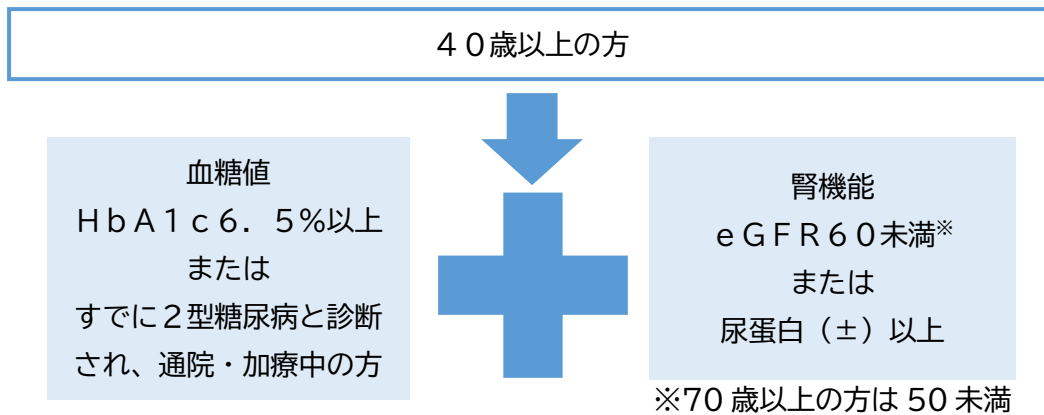 ４０歳以上の方
血糖値
ＨｂＡ１ｃ６．５％以上
または
すでに２型糖尿病と診断
され、通院・加療中の方
腎機能
ｅＧＦＲ６０未満※
または
尿蛋白（±）以上
※70 歳以上の方は 50 未満